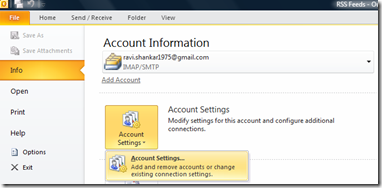 RSS Feeds - O
File Home Send / Receive Folder View
Save As
Save Attachments
Info
Open
Print
Help
Options
Exit
Account Information
ravi.shankar1975@gmail.com
IMAP/SMTP
Add Account
Account Settings
Account Settings
Modify settings for this account and configure additional
connections.
Account Settings...
Add and remove accounts or change
existing connection settings.